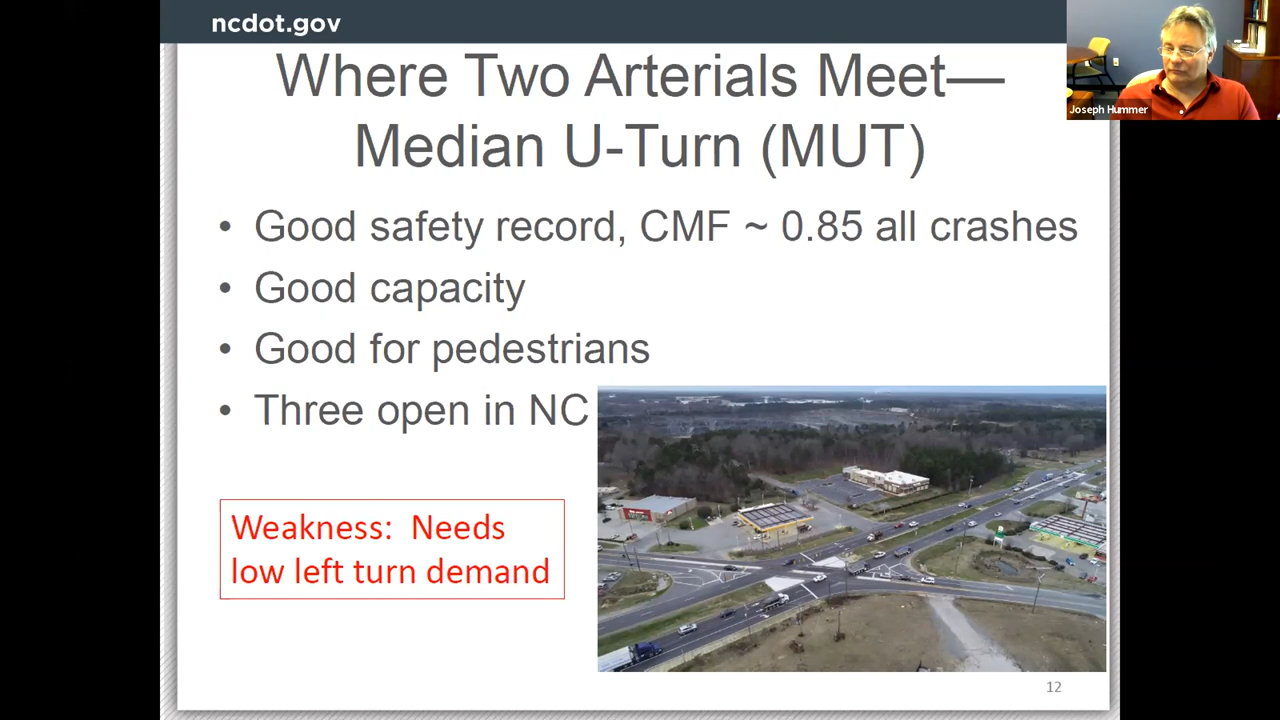 ncdot.gov
Where Two Arterials Meet—
Median U-Turn (MUT)
• Good safety record, CMF ~ 0.85 all crashes
• Good capacity
• Good for pedestrians
• Three open in NC
Weakness: Needs
low left turn demand
12
Joseph Hummer